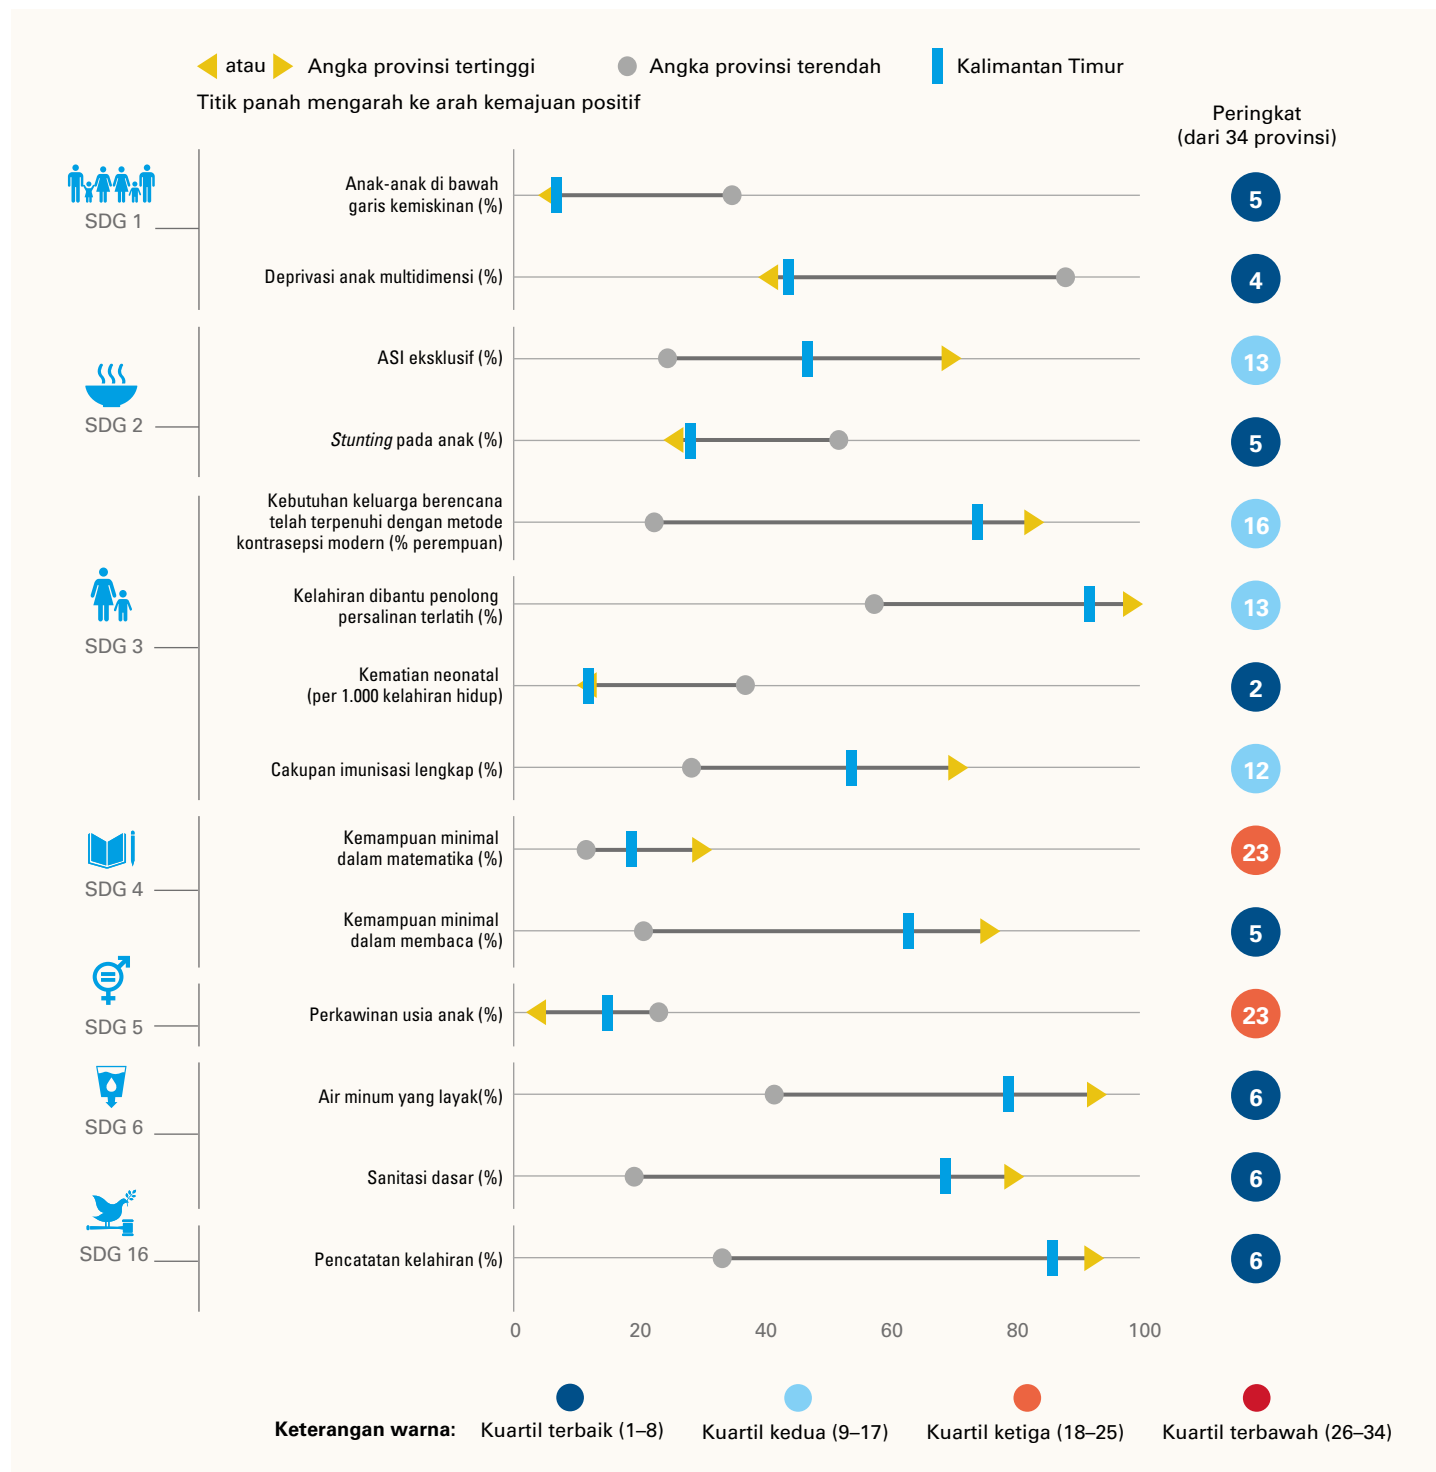 atau Angka provinsi tertinggi Angka provinsi terendah Kalimantan Timur
Titik panah mengarah ke arah kemajuan positif
Peringkat
(dari 34 provinsi)
SDG 1
Anak-anak di bawah
garis kemiskinan (%)
5
Deprivasi anak multidimensi (%)
4
SDG 2
ASI eksklusif (%)
13
Stunting pada anak (%)
5
SDG 3
Kebutuhan keluarga berencana
telah terpenuhi dengan metode
kontrasepsi modern (% perempuan)
16
Kelahiran dibantu penolong
persalinan terlatih (%)
13
Kematian neonatal
(per 1.000 kelahiran hidup)
2
Cakupan imunisasi lengkap (%)
12
SDG 4
Kemampuan minimal
dalam matematika (%)
23
Kemampuan minimal
dalam membaca (%)
5
SDG 5
Perkawinan usia anak (%)
23
SDG 6
Air minum yang layak(%)
6
Sanitasi dasar (%)
6
SDG 16
Pencatatan kelahiran (%)
6
0 20 40 60 80 100
Keterangan warna: Kuartil terbaik (1–8) Kuartil kedua (9–17) Kuartil ketiga (18–25) Kuartil terbawah (26–34)